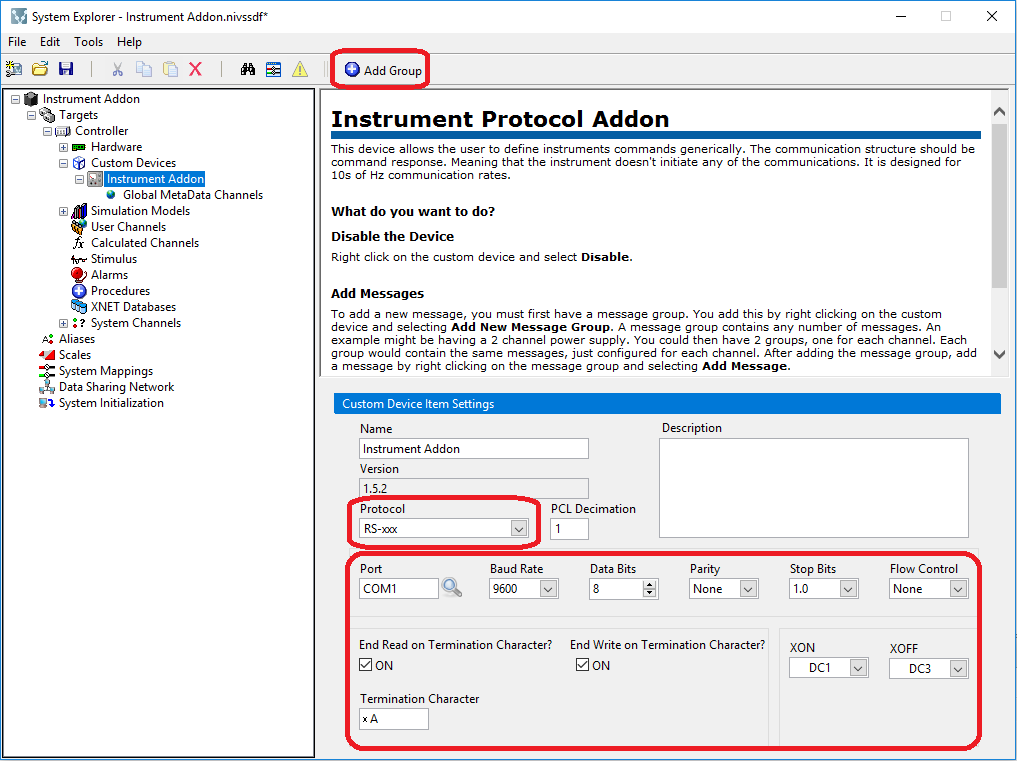 System Explorer - Instrument Addon.nivssdf*
File Edit Tools Help
Add Group
Instrument Addon
Targets
Controller
Hardware
Custom Devices
Instrument Addon
Global MetaData Channels
Simulation Models
User Channels
fx Calculated Channels
Stimulus
Alarms
Procedures
XNET Databases
System Channels
Aliases
Scales
System Mappings
Data Sharing Network
System Initialization
Instrument Protocol Addon
This device allows the user to define instruments commands generically. The communication structure should be
command response. Meaning that the instrument doesn't initiate any of the communications. It is designed for
10s of Hz communication rates.
What do you want to do?
Disable the Device
Right click on the custom device and select Disable.
Add Messages
To add a new message, you must first have a message group. You add this by right clicking on the custom
device and selecting Add New Message Group. A message group contains any number of messages. An
example might be having a 2 channel power supply. You could then have 2 groups, one for each channel. Each
group would contain the same messages, just configured for each channel. After adding the message group, add
a message by right clicking on the message group and selecting Add Message.
Custom Device Item Settings
Name
Description
Instrument Addon
Version
1.5.2
Protocol PCL Decimation
RS-xxx 1
Port Baud Rate Data Bits Parity Stop Bits Flow Control
COM1 9600 8 None 1.0 None
End Read on Termination Character? End Write on Termination Character? XON XOFF
ON ON DC1 DC3
Termination Character
x A